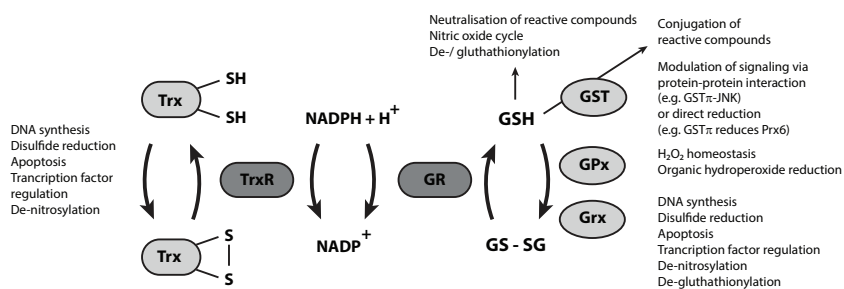 Neutralisation of reactive compounds
Nitric oxide cycle
De-/ gluthathionylation
Conjugation of
reactive compounds
Trx
SH
SH
DNA synthesis
Disulfide reduction
Apoptosis
Trancription factor
regulation
De-nitrosylation
Trx
S
S
TrxR
NADPH + H+
NADP+
GR
GSH
GS - SG
GST
Modulation of signaling via
protein-protein interaction
(e.g. GSTπ-JNK)
or direct reduction
(e.g. GSTπ reduces Prx6)
GPx
H₂O₂ homeostasis
Organic hydroperoxide reduction
Grx
DNA synthesis
Disulfide reduction
Apoptosis
Trancription factor regulation
De-nitrosylation
De-gluthathionylation